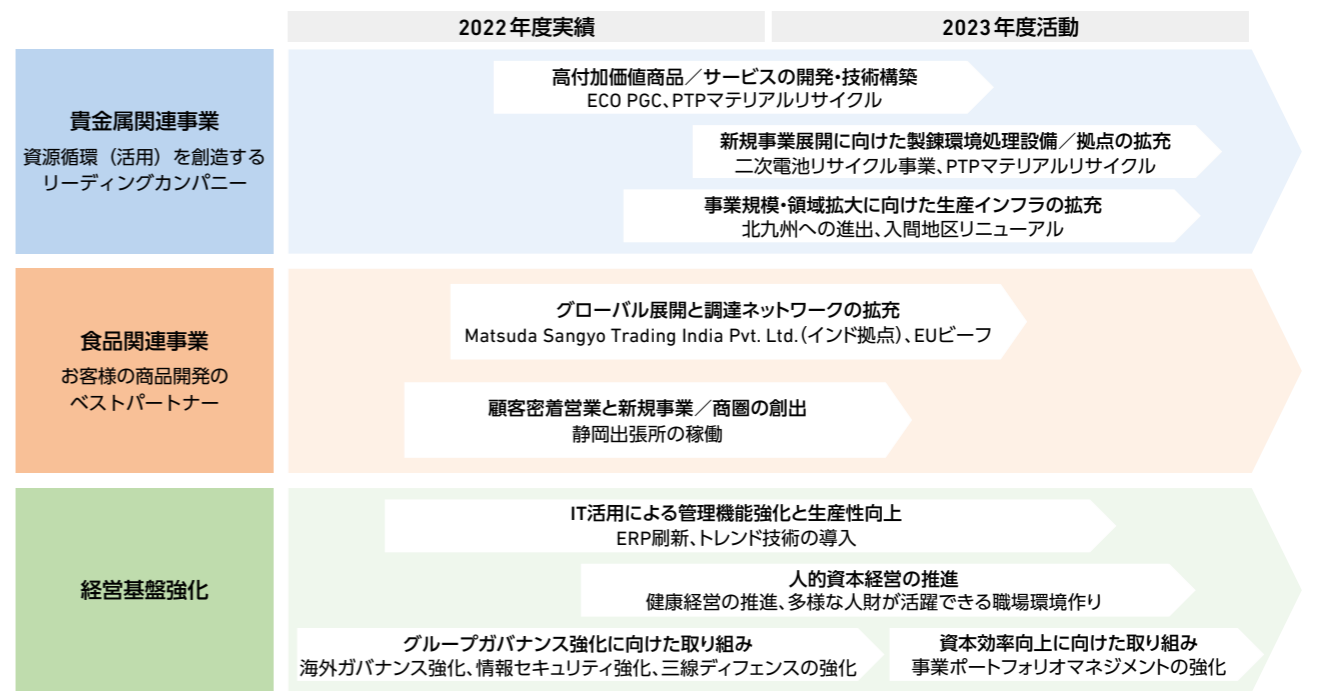 2022年度実績
2023年度活動
貴金属関連事業
資源循環（活用）を創造する
リーディングカンパニー
高付加価値商品／サービスの開発・技術構築
ECO PGC、PTPマテリアルリサイクル
新規事業展開に向けた製錬環境処理設備／拠点の拡充
二次電池リサイクル事業、PTPマテリアルリサイクル
事業規模・領域拡大に向けた生産インフラの拡充
北九州への進出、入間地区リニューアル
食品関連事業
お客様の商品開発の
ベストパートナー
グローバル展開と調達ネットワークの拡充
Matsuda Sangyo Trading India Pvt. Ltd.（インド拠点）、EUビーフ
顧客密着営業と新規事業／商圏の創出
静岡出張所の稼働
経営基盤強化
IT活用による管理機能強化と生産性向上
ERP刷新、トレンド技術の導入
人的資本経営の推進
健康経営の推進、多様な人財が活躍できる職場環境作り
グループガバナンス強化に向けた取り組み
海外ガバナンス強化、情報セキュリティ強化、三線ディフェンスの強化
資本効率向上に向けた取り組み
事業ポートフォリオマネジメントの強化